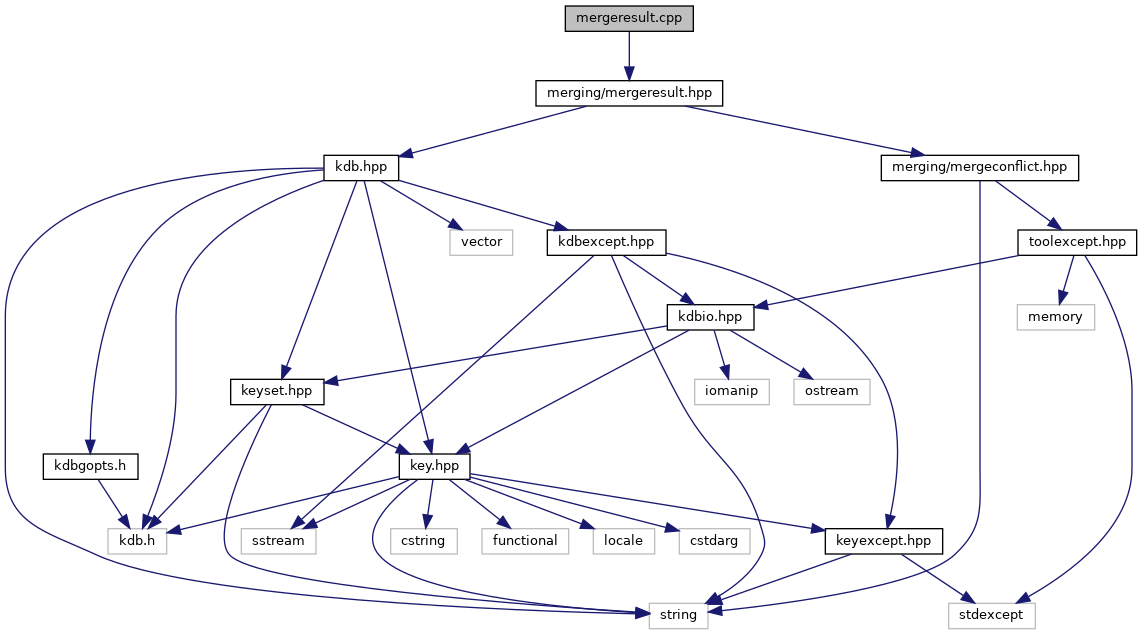 mergeresult.cpp
merging/mergeresult.hpp
kdb.hpp
merging/mergeconflict.hpp
vector
kdbexcept.hpp
toolexcept.hpp
kdbio.hpp
memory
keyset.hpp
iomanip
ostream
kdbgopts.h
key.hpp
kdb.h
sstream
cstring
functional
locale
cstdarg
keyexcept.hpp
string
stdexcept